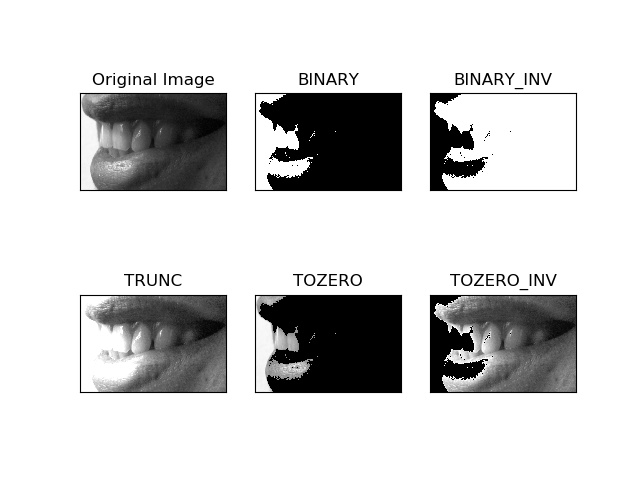 Original Image
BINARY
BINARY_INV
TRUNC
TOZERO
TOZERO_INV